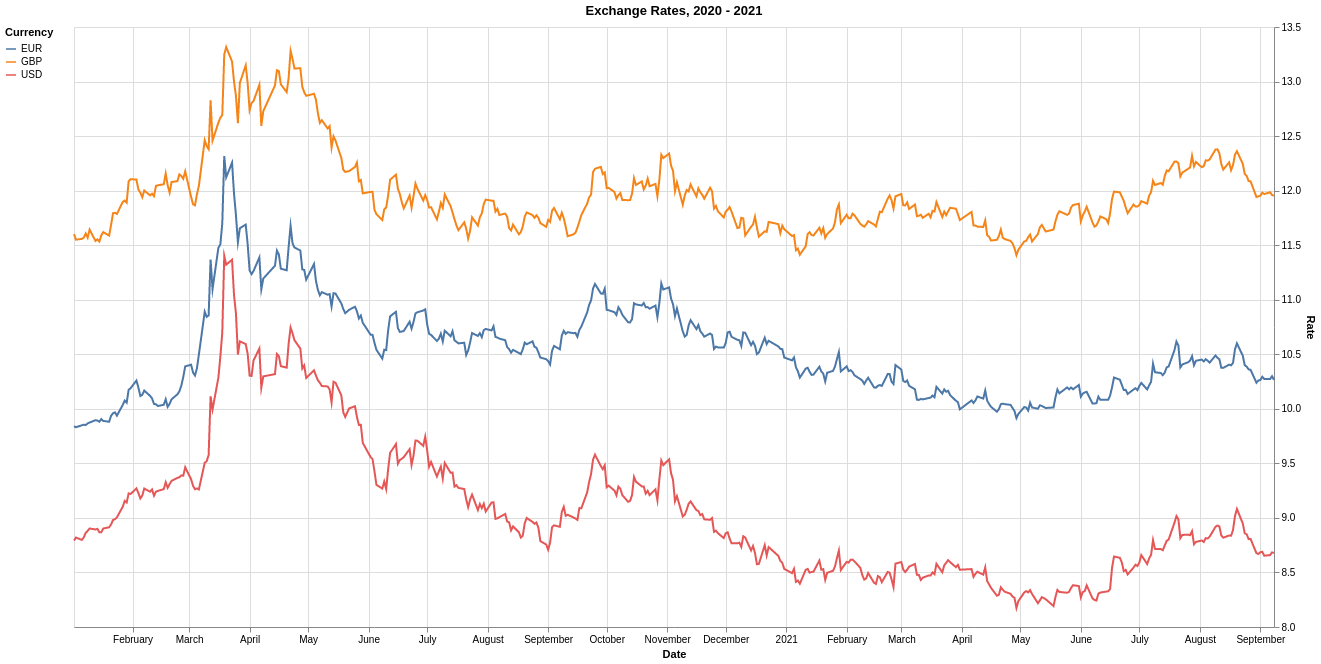 Exchange Rates, 2020 - 2021
Currency
EUR
GBP
USD
13.5
13.0
12.5
12.0
11.5
11.0
10.5
10.0
9.5
9.0
8.5
8.0
Rate
February March April May June July August September October November December 2021 February March April May June July August September
Date